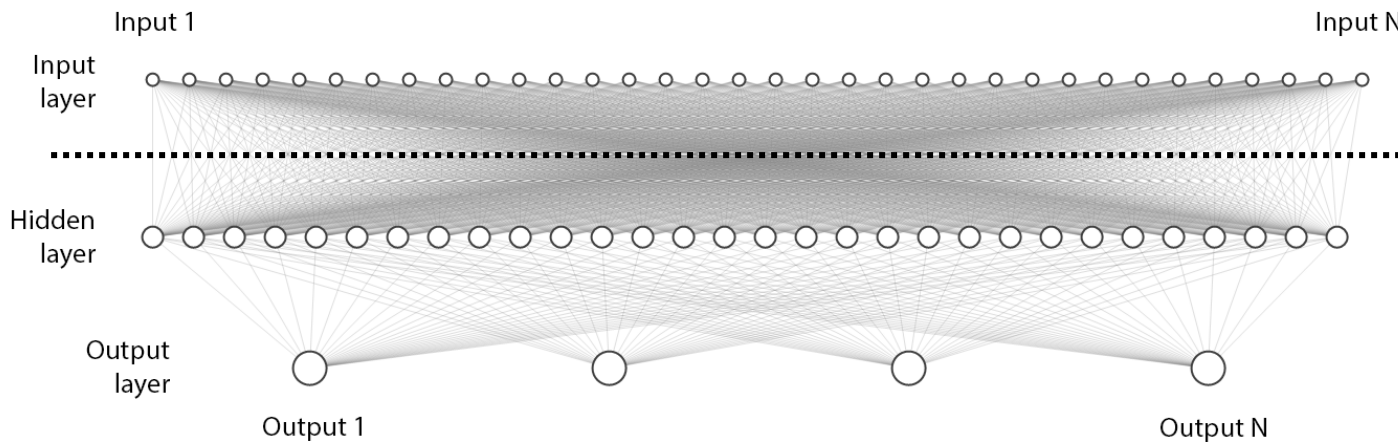 Input 1
Input N
Input
layer
Hidden
layer
Output
layer
Output 1
Output N